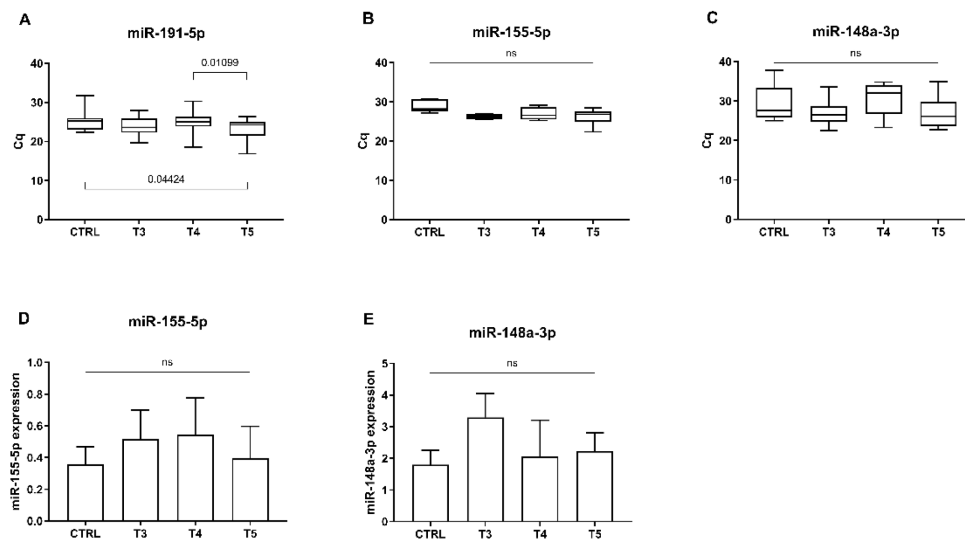 A
miR-191-5p
40
30
20
10
0
Cq
0.01099
0.04424
CTRL T3 T4 T5
B
miR-155-5p
40
30
20
10
0
Cq
ns
CTRL T3 T4 T5
C
miR-148a-3p
40
30
20
10
0
Cq
ns
CTRL T3 T4 T5
D
miR-155-5p
1.0
0.8
0.6
0.4
0.2
0.0
miR-155-5p expression
ns
CTRL T3 T4 T5
E
miR-148a-3p
5
4
3
2
1
0
miR-148a-3p expression
ns
CTRL T3 T4 T5